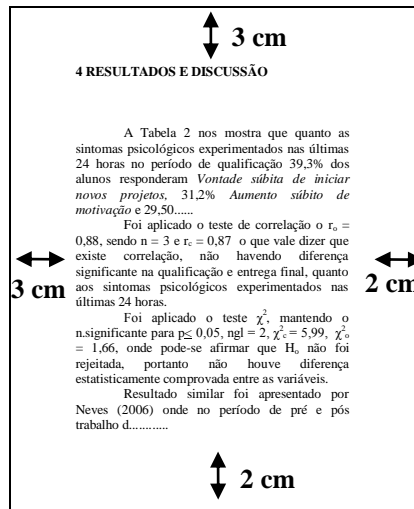 3 cm
4 RESULTADOS E DISCUSSÃO
A Tabela 2 nos mostra que quanto as
sintomas psicológicos experimentados nas últimas
24 horas no período de qualificação 39,3% dos
alunos responderam Vontade súbita de iniciar
novos projetos, 31,2% Aumento súbito de
motivação e 29,50......
Foi aplicado o teste de correlação o rₒ =
0,88, sendo n = 3 e r꜀ = 0,87 o que vale dizer que
existe correlação, não havendo diferença
significante na qualificação e entrega final, quanto
aos sintomas psicológicos experimentados nas
últimas 24 horas.
3 cm
2 cm
Foi aplicado o teste χ², mantendo o
n.significante para p≤ 0,05, ngl = 2, χ²꜀ = 5,99, χ²ₒ
= 1,66, onde pode-se afirmar que Hₒ não foi
rejeitada, portanto não houve diferença
estatisticamente comprovada entre as variáveis.
Resultado similar foi apresentado por
Neves (2006) onde no período de pré e pós
trabalho d...........
2 cm